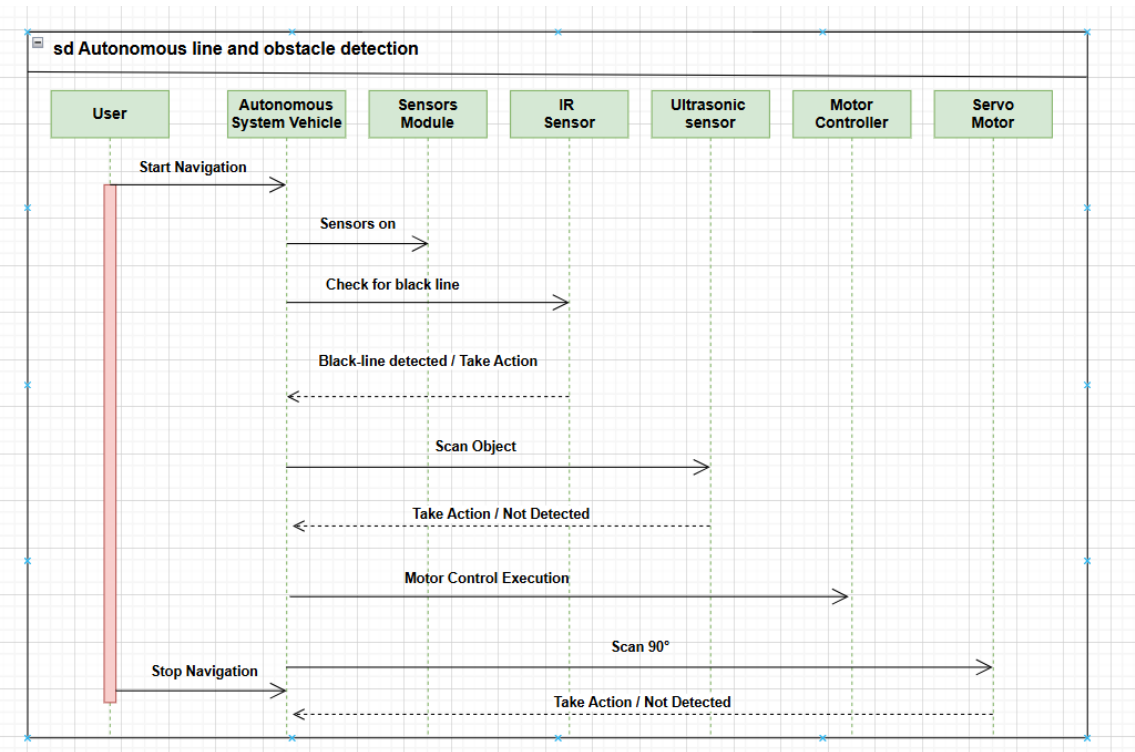 sd Autonomous line and obstacle detection
User
Autonomous
System Vehicle
Sensors
Module
IR
Sensor
Ultrasonic
sensor
Motor
Controller
Servo
Motor
Start Navigation
Sensors on
Check for black line
Black-line detected / Take Action
Scan Object
Take Action / Not Detected
Motor Control Execution
Scan 90°
Stop Navigation
Take Action / Not Detected